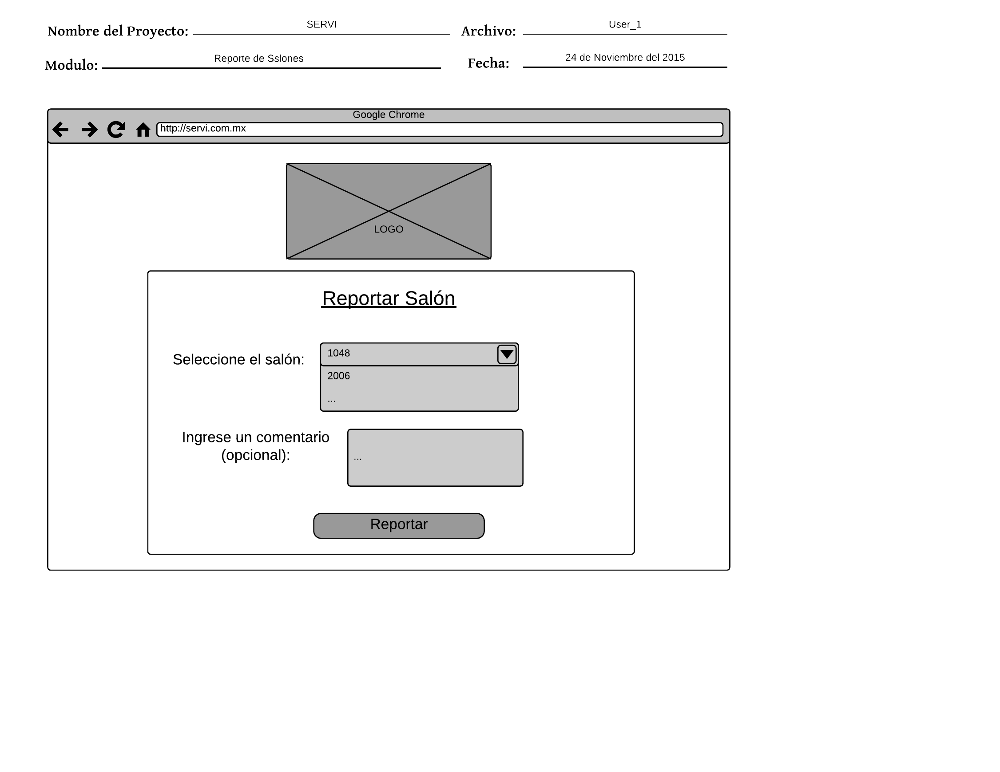 Nombre del Proyecto: SERVI Archivo: User_1
Modulo: Reporte de Sslones Fecha: 24 de Noviembre del 2015
Google Chrome
http://servi.com.mx
LOGO
Reportar Salón
Seleccione el salón: 1048
2006
...
Ingrese un comentario
(opcional):
...
Reportar